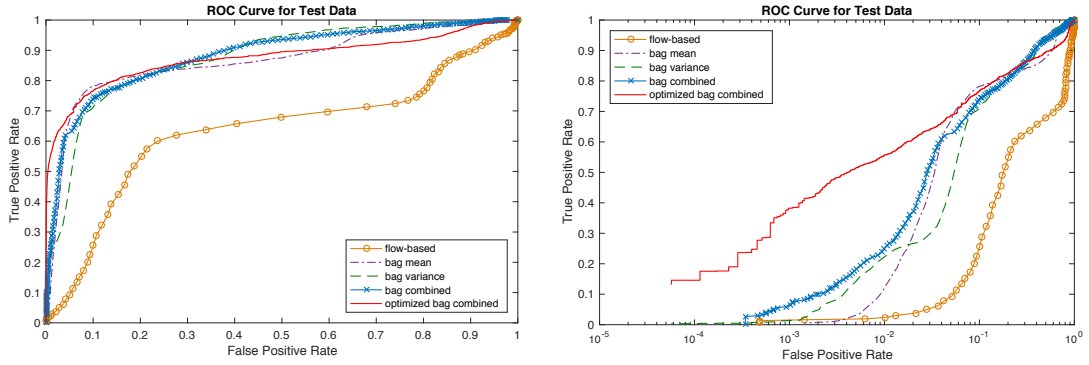 ROC Curve for Test Data
True Positive Rate
1
0.9
0.8
0.7
0.6
0.5
0.4
0.3
0.2
0.1
0
flow-based
bag mean
bag variance
bag combined
optimized bag combined
0 0.1 0.2 0.3 0.4 0.5 0.6 0.7 0.8 0.9 1
False Positive Rate
ROC Curve for Test Data
True Positive Rate
1
0.9
0.8
0.7
0.6
0.5
0.4
0.3
0.2
0.1
0
flow-based
bag mean
bag variance
bag combined
optimized bag combined
10⁻⁵ 10⁻⁴ 10⁻³ 10⁻² 10⁻¹ 10⁰
False Positive Rate